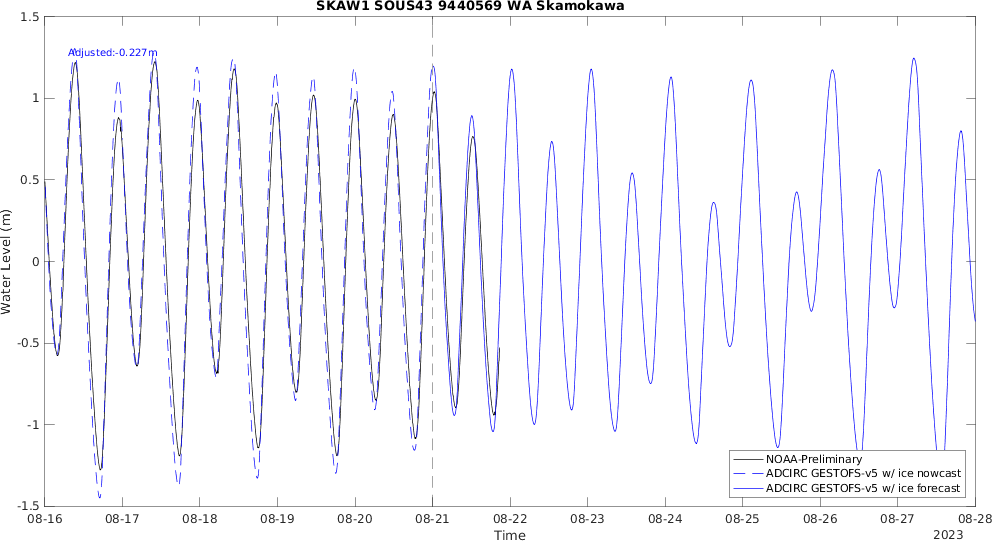 SKAW1 SOUS43 9440569 WA Skamokawa
Adjusted:-0.227m
1.5
1
0.5
0
-0.5
-1
-1.5
Water Level (m)
NOAA-Preliminary
ADCIRC GESTOFS-v5 w/ ice nowcast
ADCIRC GESTOFS-v5 w/ ice forecast
08-16 08-17 08-18 08-19 08-20 08-21 08-22 08-23 08-24 08-25 08-26 08-27 08-28
Time
2023